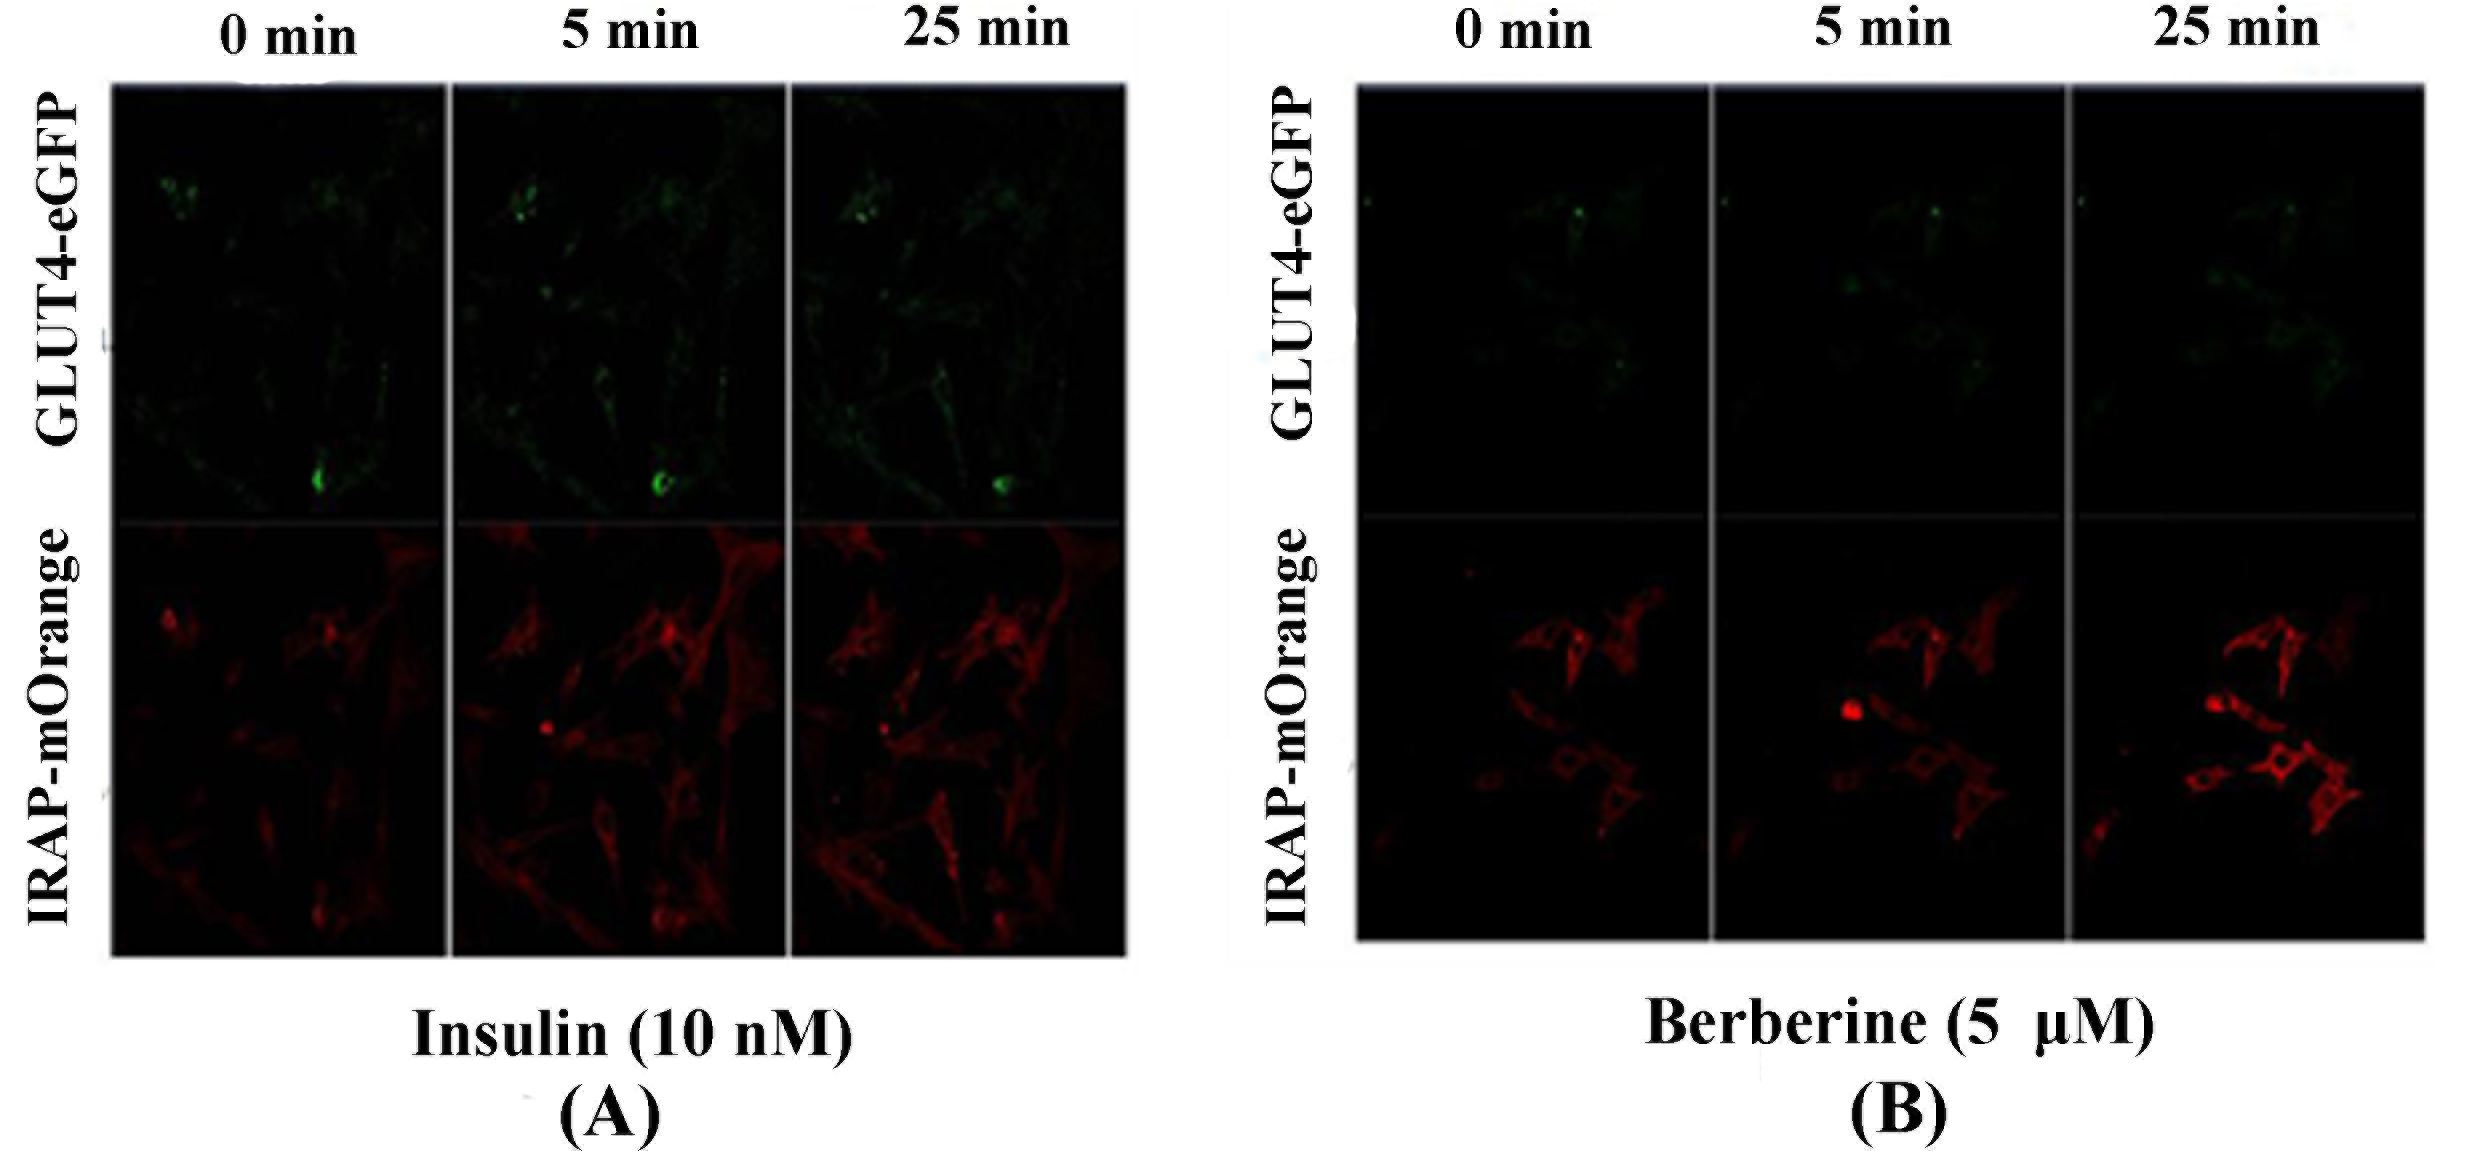 0 min 5 min 25 min
GLUT4-eGFP
IRAP-mOrange
Insulin (10 nM)
(A)
0 min 5 min 25 min
GLUT4-eGFP
IRAP-mOrange
Berberine (5 μM)
(B)